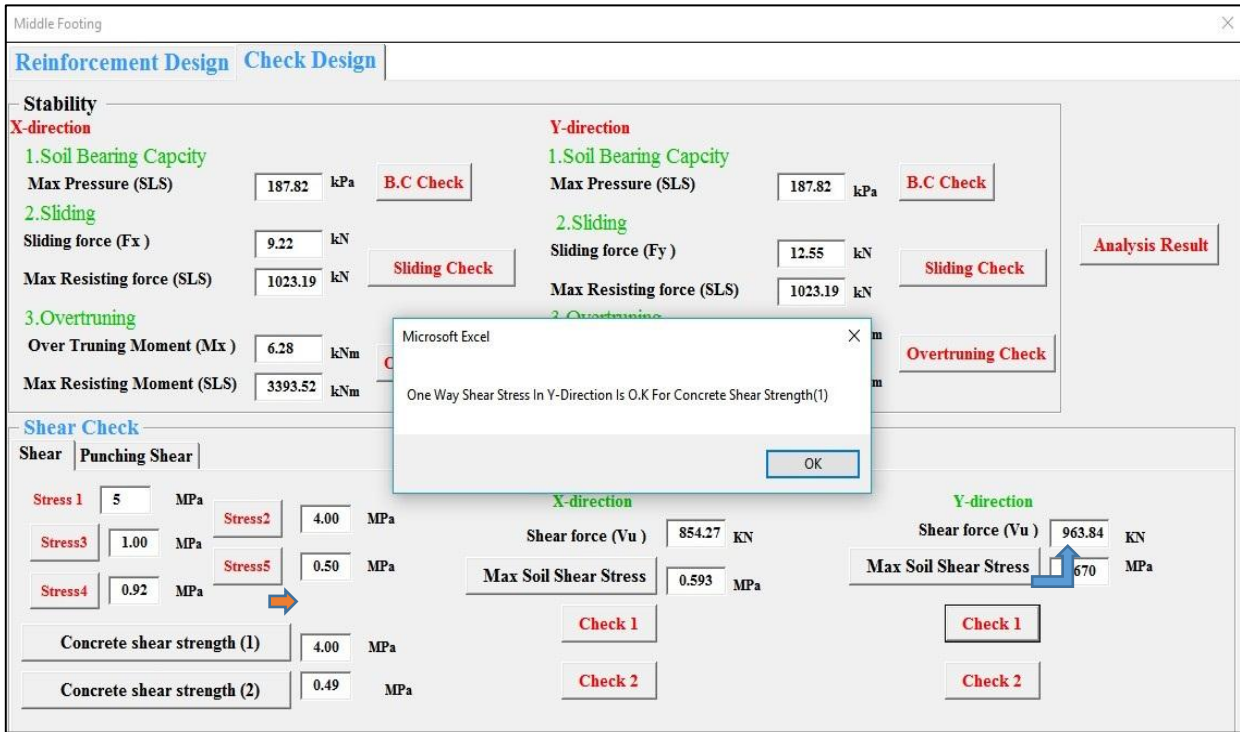 Middle Footing
Reinforcement Design Check Design
Stability
X-direction
1.Soil Bearing Capcity
Max Pressure (SLS) 187.82 kPa B.C Check
2.Sliding
Sliding force (Fx ) 9.22 kN
Sliding Check
Max Resisting force (SLS) 1023.19 kN
3.Overtruning
Over Truning Moment (Mx ) 6.28 kNm
Max Resisting Moment (SLS) 3393.52 kNm
Y-direction
1.Soil Bearing Capcity
Max Pressure (SLS) 187.82 kPa B.C Check
2.Sliding
Sliding force (Fy ) 12.55 kN
Sliding Check
Max Resisting force (SLS) 1023.19 kN
3.Overtruning
Overtruning Check
Analysis Result
Microsoft Excel
One Way Shear Stress In Y-Direction Is O.K For Concrete Shear Strength(1)
OK
Shear Check
Shear Punching Shear
Stress 1 5 MPa
Stress2 4.00 MPa
Stress3 1.00 MPa
Stress5 0.50 MPa
Stress4 0.92 MPa
Concrete shear strength (1) 4.00 MPa
Concrete shear strength (2) 0.49 MPa
X-direction
Shear force (Vu ) 854.27 KN
Max Soil Shear Stress 0.593 MPa
Check 1
Check 2
Y-direction
Shear force (Vu ) 963.84 KN
Max Soil Shear Stress 670 MPa
Check 1
Check 2